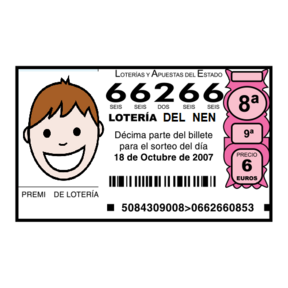 LOTERÍAS Y APUESTAS DEL ESTADO
66266
SEIS SEIS DOS SEIS SEIS
LOTERÍA DEL NEN
Décima parte del billete
para el sorteo del día
18 de Octubre de 2007
8ª
9ª
PRECIO
6
EUROS
PREMI DE LOTERÍA
5084309008>0662660853